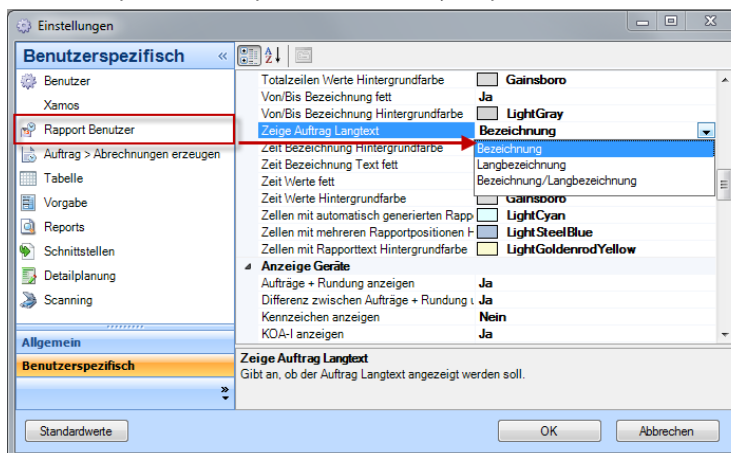 Einstellungen
Benutzerspezifisch «
Benutzer
Xamos
Rapport Benutzer
Auftrag > Abrechnungen erzeugen
Tabelle
Vorgabe
Reports
Schnittstellen
Detailplanung
Scanning
Allgemein
Benutzerspezifisch
Totalzeilen Werte Hintergrundfarbe Gainsboro
Von/Bis Bezeichnung fett Ja
Von/Bis Bezeichnung Hintergrundfarbe LightGray
Zeige Auftrag Langtext Bezeichnung
Zeit Bezeichnung Hintergrundfarbe Bezeichnung
Zeit Bezeichnung Text fett Langbezeichnung
Zeit Werte fett Bezeichnung/Langbezeichnung
Zeit Werte Hintergrundfarbe Gainsboro
Zellen mit automatisch generierten Rapp LightCyan
Zellen mit mehreren Rapportpositionen H LightSteelBlue
Zellen mit Rapporttext Hintergrundfarbe LightGoldenrodYellow
Anzeige Geräte
Aufträge + Rundung anzeigen Ja
Differenz zwischen Aufträge + Rundung u Ja
Kennzeichen anzeigen Nein
KOA-I anzeigen Ja
Zeige Auftrag Langtext
Gibt an, ob der Auftrag Langtext angezeigt werden soll.
Standardwerte OK Abbrechen